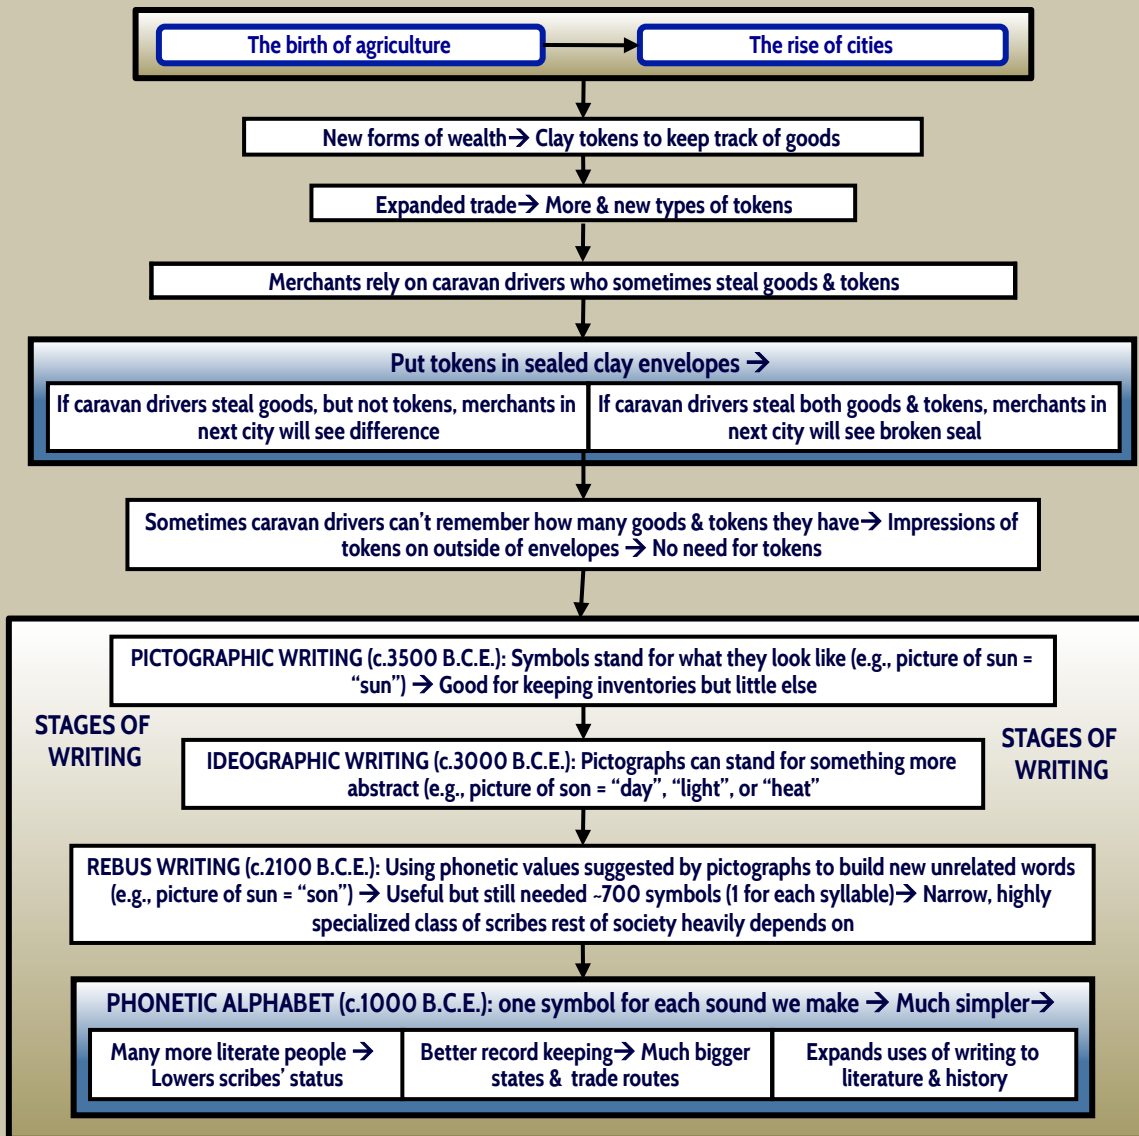 The birth of agriculture → The rise of cities
New forms of wealth→ Clay tokens to keep track of goods
Expanded trade→ More & new types of tokens
Merchants rely on caravan drivers who sometimes steal goods & tokens
Put tokens in sealed clay envelopes →
If caravan drivers steal goods, but not tokens, merchants in
next city will see difference
If caravan drivers steal both goods & tokens, merchants in
next city will see broken seal
Sometimes caravan drivers can't remember how many goods & tokens they have→ Impressions of
tokens on outside of envelopes → No need for tokens
PICTOGRAPHIC WRITING (c.3500 B.C.E.): Symbols stand for what they look like (e.g., picture of sun =
“sun”) → Good for keeping inventories but little else
STAGES OF
WRITING
STAGES OF
WRITING
IDEOGRAPHIC WRITING (c.3000 B.C.E.): Pictographs can stand for something more
abstract (e.g., picture of son = “day”, “light”, or “heat”
REBUS WRITING (c.2100 B.C.E.): Using phonetic values suggested by pictographs to build new unrelated words
(e.g., picture of sun = “son”) → Useful but still needed ~700 symbols (1 for each syllable)→ Narrow, highly
specialized class of scribes rest of society heavily depends on
PHONETIC ALPHABET (c.1000 B.C.E.): one symbol for each sound we make → Much simpler→
Many more literate people →
Lowers scribes' status
Better record keeping→ Much bigger
states & trade routes
Expands uses of writing to
literature & history